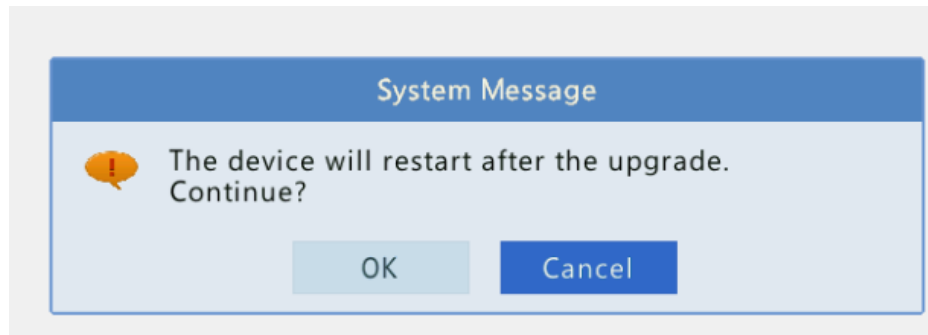 System Message
The device will restart after the upgrade.
Continue?
OK
Cancel